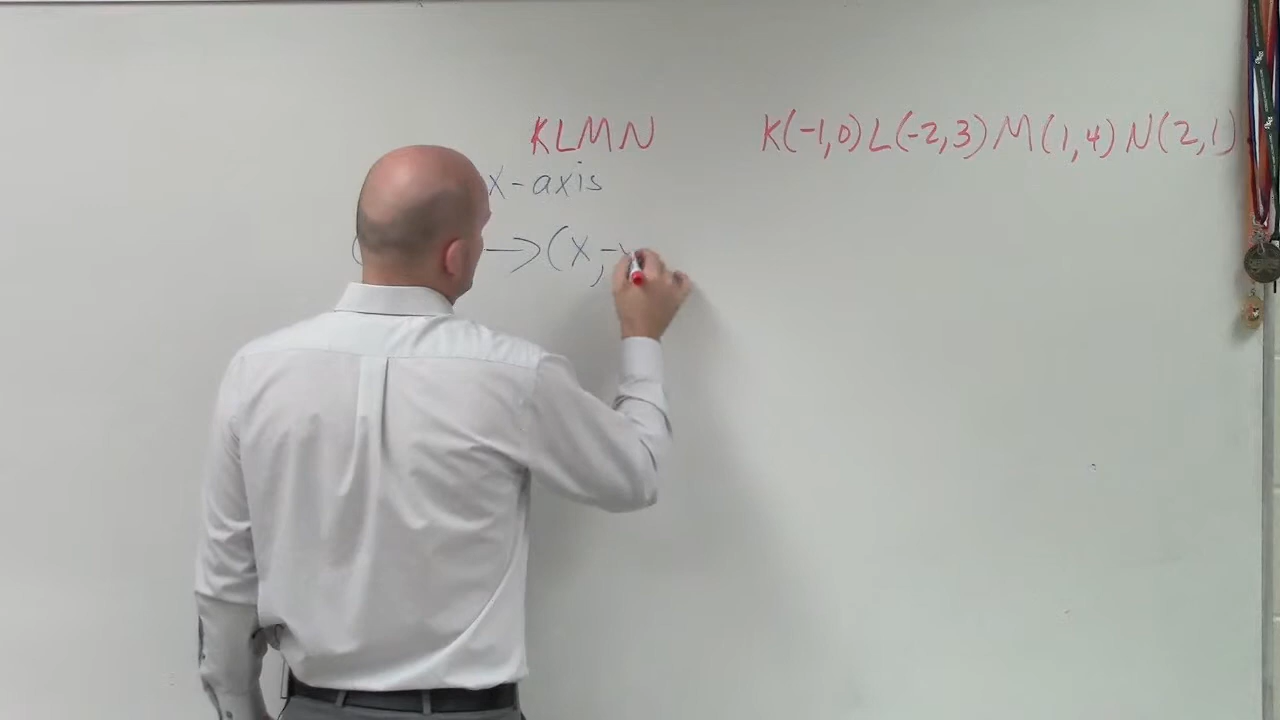 KLMN K(-1,0) L(-2,3) M(1,4) N(2,1)
x-axis
( → (x,-y